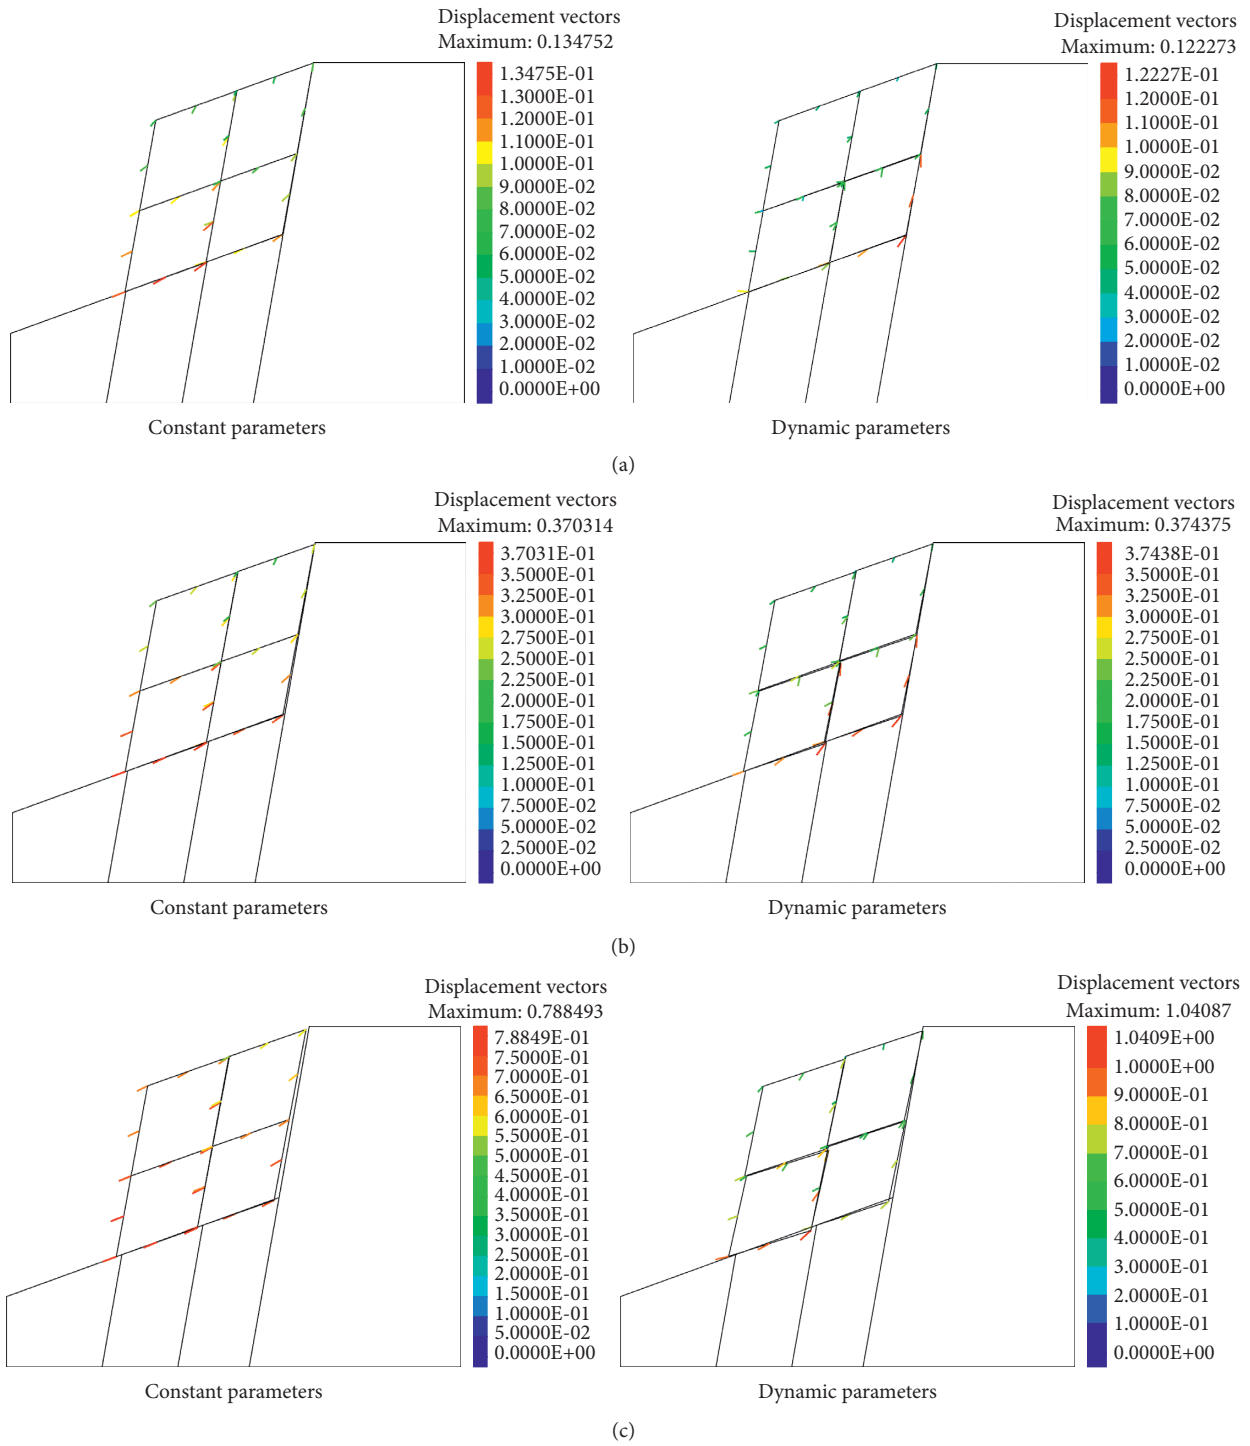 Displacement vectors
Maximum: 0.134752
1.3475E-01
1.3000E-01
1.2000E-01
1.1000E-01
1.0000E-01
9.0000E-02
8.0000E-02
7.0000E-02
6.0000E-02
5.0000E-02
4.0000E-02
3.0000E-02
2.0000E-02
1.0000E-02
0.0000E+00
Constant parameters
Displacement vectors
Maximum: 0.122273
1.2227E-01
1.2000E-01
1.1000E-01
1.0000E-01
9.0000E-02
8.0000E-02
7.0000E-02
6.0000E-02
5.0000E-02
4.0000E-02
3.0000E-02
2.0000E-02
1.0000E-02
0.0000E+00
Dynamic parameters
(a)
Displacement vectors
Maximum: 0.370314
3.7031E-01
3.5000E-01
3.2500E-01
3.0000E-01
2.7500E-01
2.5000E-01
2.2500E-01
2.0000E-01
1.7500E-01
1.5000E-01
1.2500E-01
1.0000E-01
7.5000E-02
5.0000E-02
2.5000E-02
0.0000E+00
Constant parameters
Displacement vectors
Maximum: 0.374375
3.7438E-01
3.5000E-01
3.2500E-01
3.0000E-01
2.7500E-01
2.5000E-01
2.2500E-01
2.0000E-01
1.7500E-01
1.5000E-01
1.2500E-01
1.0000E-01
7.5000E-02
5.0000E-02
2.5000E-02
0.0000E+00
Dynamic parameters
(b)
Displacement vectors
Maximum: 0.788493
7.8849E-01
7.5000E-01
7.0000E-01
6.5000E-01
6.0000E-01
5.5000E-01
5.0000E-01
4.5000E-01
4.0000E-01
3.5000E-01
3.0000E-01
2.5000E-01
2.0000E-01
1.5000E-01
1.0000E-01
5.0000E-02
0.0000E+00
Constant parameters
Displacement vectors
Maximum: 1.04087
1.0409E+00
1.0000E+00
9.0000E-01
8.0000E-01
7.0000E-01
6.0000E-01
5.0000E-01
4.0000E-01
3.0000E-01
2.0000E-01
1.0000E-01
0.0000E+00
Dynamic parameters
(c)